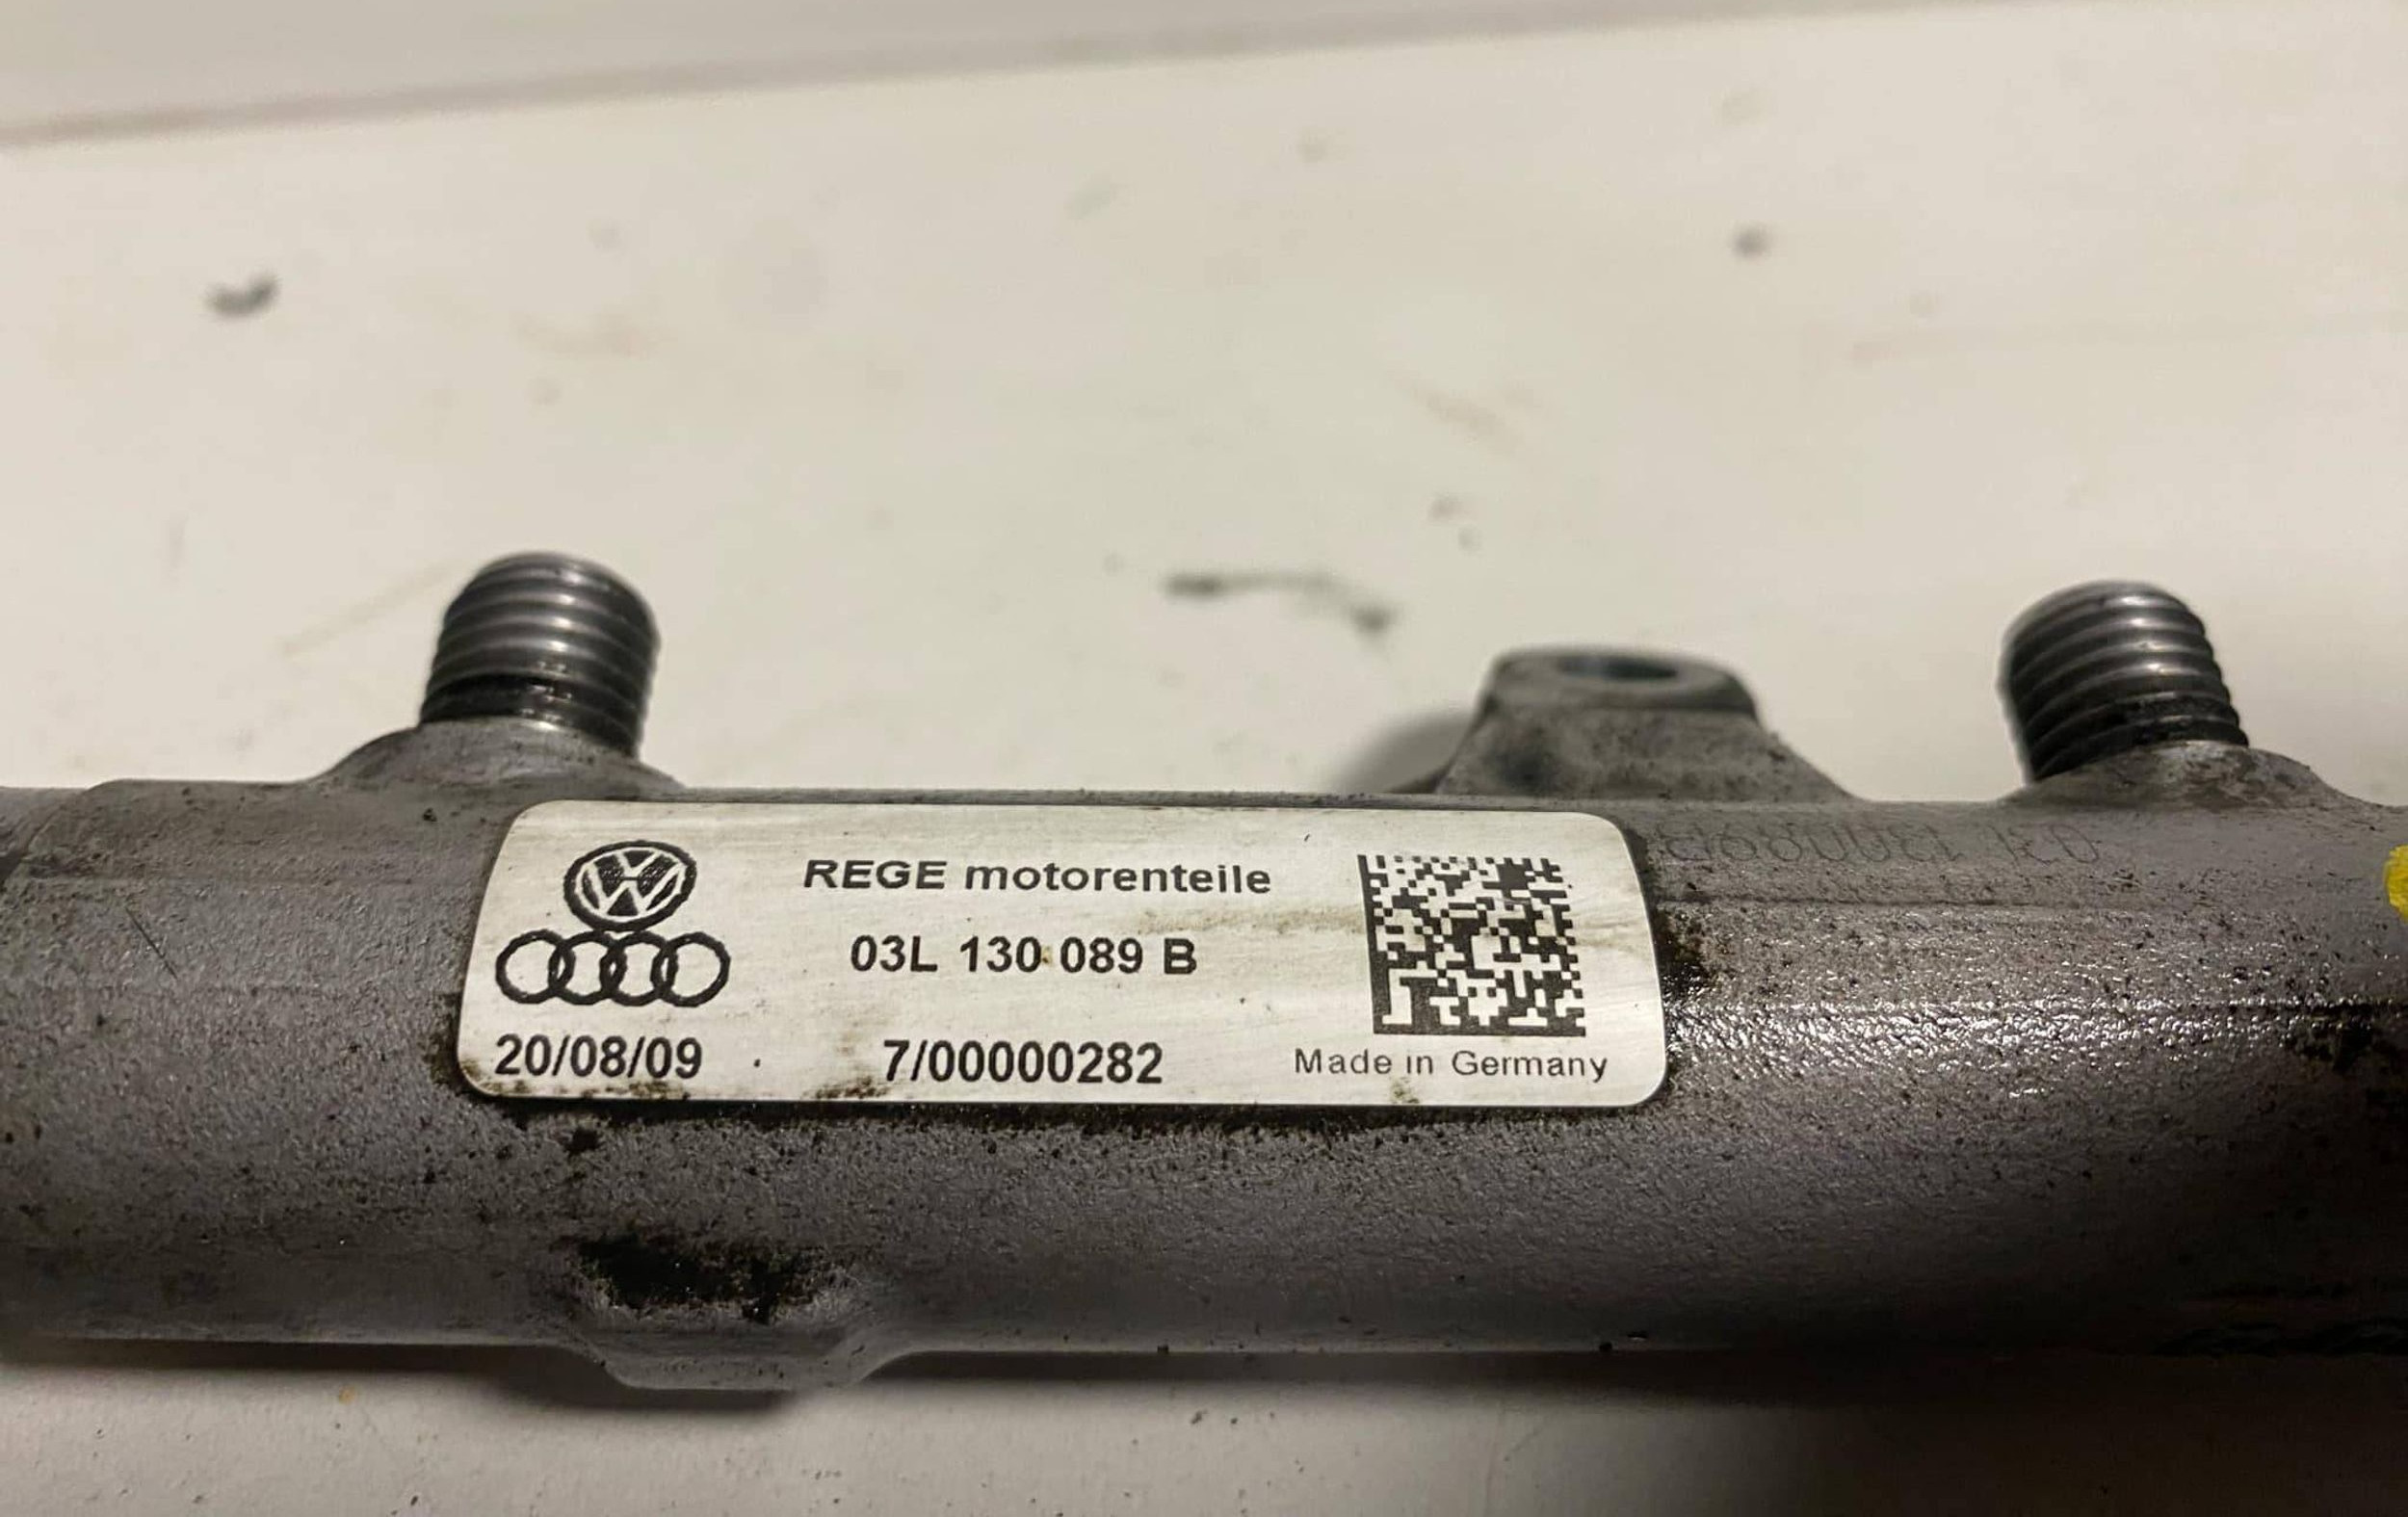 REGE motorenteile
03L 130 089 B
20/08/09 7/00000282 Made in Germany